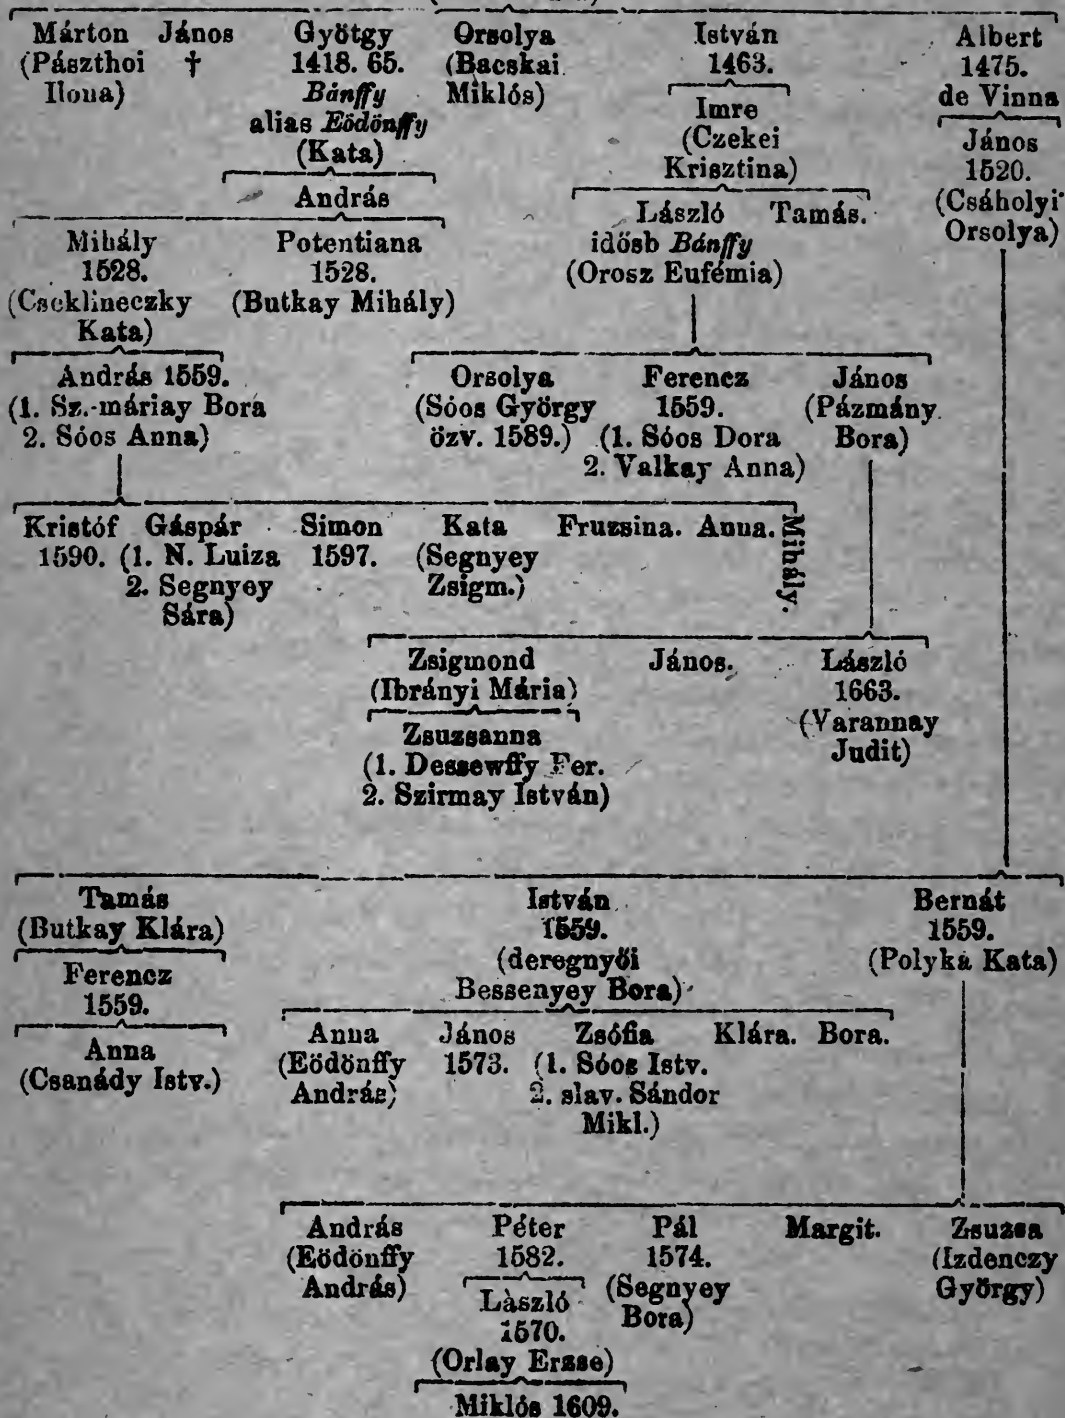 Márton János Gyötgy Orsolya István Albert
(Pászthoi † 1418. 65. (Bacskai 1463. 1475.
Ilona) Bánffy Miklós) Imre de Vinna
alias Eödönffy (Czekei János
(Kata) Krisztina) 1520.
András László Tamás. (Csáholyi
Mihály Potentiana idősb Bánffy Orsolya)
1528. 1528. (Orosz Eufémia)
(Cseklineczky (Butkay Mihály)
Kata)
András 1559. Orsolya Ferencz János
(1. Sz.-máriay Bora (Sóos György 1559. (Pázmány
2. Sóos Anna) özv. 1589.) (1. Sóos Dora Bora)
2. Valkay Anna)
Kristóf Gáspár Simon Kata Fruzsina. Anna. Mihály.
1590. (1. N. Luiza 1597. (Segnyey
2. Segnyey Zsigm.)
Sára)
Zsigmond János. László
(Ibrányi Mária) 1663.
Zsuzsanna (Varannay
(1. Dessewffy Fer. Judit)
2. Szirmay István)
Tamás István Bernát
(Butkay Klára) 1559. 1559.
Ferencz (deregnyői (Polyka Kata)
1559. Bessenyey Bora)
Anna Anna János Zsófia Klára. Bora.
(Csanády Istv.) (Eödönffy 1573. (1. Sóos Istv.
András) 2. slav. Sándor
Mikl.)
András Péter Pál Margit. Zsuzsa
(Eödönffy 1582. 1574. (Izdenczy
András) László (Segnyey György)
1570. Bora)
(Orlay Ersse)
Miklós 1609.